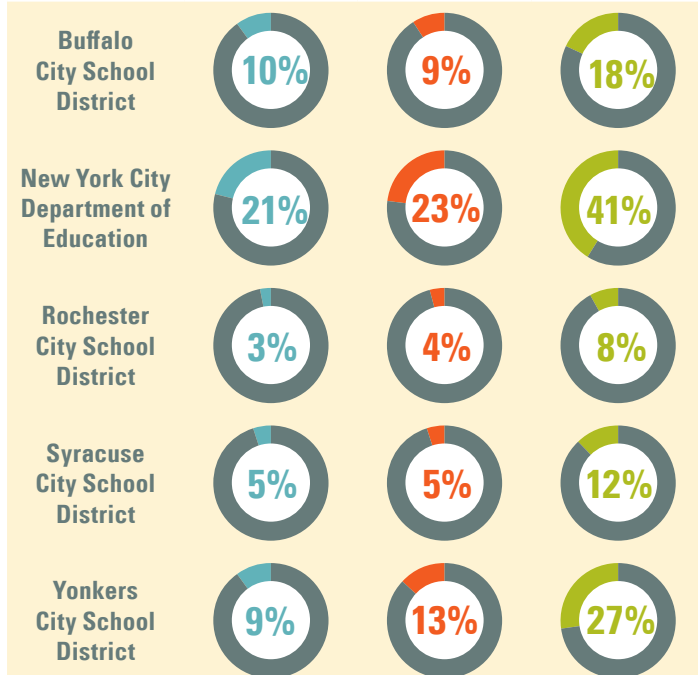 Buffalo
City School
District
10%
9%
18%
New York City
Department of
Education
21%
23%
41%
Rochester
City School
District
3%
4%
8%
Syracuse
City School
District
5%
5%
12%
Yonkers
City School
District
9%
13%
27%